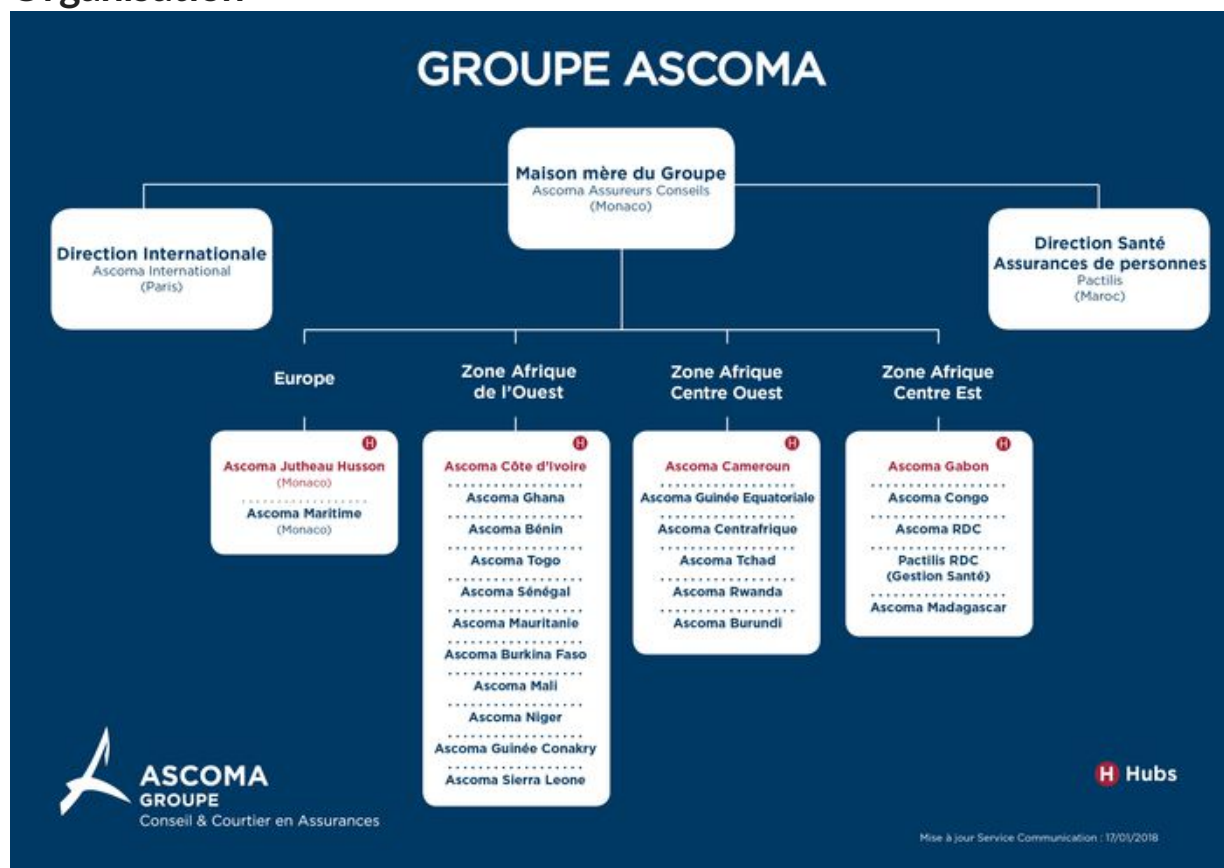 Organisation
GROUPE ASCOMA
Maison mère du Groupe
Ascoma Assureurs Conseils
(Monaco)
Direction Internationale
Ascoma International
(Paris)
Direction Santé
Assurances de personnes
Pactilis
(Maroc)
Europe
H
Ascoma Jutheau Husson
(Monaco)
Ascoma Maritime
(Monaco)
Zone Afrique
de l'Ouest
H
Ascoma Côte d'Ivoire
Ascoma Ghana
Ascoma Bénin
Ascoma Togo
Ascoma Sénégal
Ascoma Mauritanie
Ascoma Burkina Faso
Ascoma Mali
Ascoma Niger
Ascoma Guinée Conakry
Ascoma Sierra Leone
Zone Afrique
Centre Ouest
H
Ascoma Cameroun
Ascoma Guinée Equatoriale
Ascoma Centrafrique
Ascoma Tchad
Ascoma Rwanda
Ascoma Burundi
Zone Afrique
Centre Est
H
Ascoma Gabon
Ascoma Congo
Ascoma RDC
Pactilis RDC
(Gestion Santé)
Ascoma Madagascar
ASCOMA
GROUPE
Conseil & Courtier en Assurances
H Hubs
Mise à jour Service Communication : 17/01/2018